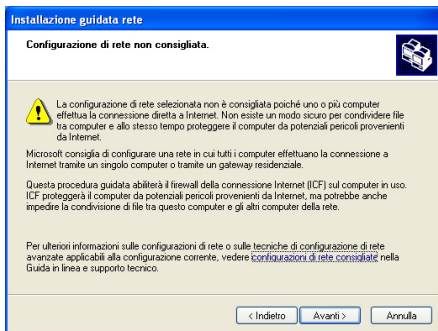 Installazione guidata rete
Configurazione di rete non consigliata.
La configurazione di rete selezionata non è consigliata poiché uno o più computer
effettua la connessione diretta a Internet. Non esiste un modo sicuro per condividere file
tra computer e allo stesso tempo proteggere il computer da potenziali pericoli provenienti
da Internet.
Microsoft consiglia di configurare una rete in cui tutti i computer effettuano la connessione a
Internet tramite un singolo computer o tramite un gateway residenziale.
Questa procedura guidata abiliterà il firewall della connessione Internet (ICF) sul computer in uso.
ICF proteggerà il computer da potenziali pericoli provenienti da Internet, ma potrebbe anche
impedire la condivisione di file tra questo computer e gli altri computer della rete.
Per ulteriori informazioni sulle configurazioni di rete o sulle tecniche di configurazione di rete
avanzate applicabili alla configurazione corrente, vedere configurazioni di rete consigliate nella
Guida in linea e supporto tecnico.
< Indietro Avanti > Annulla